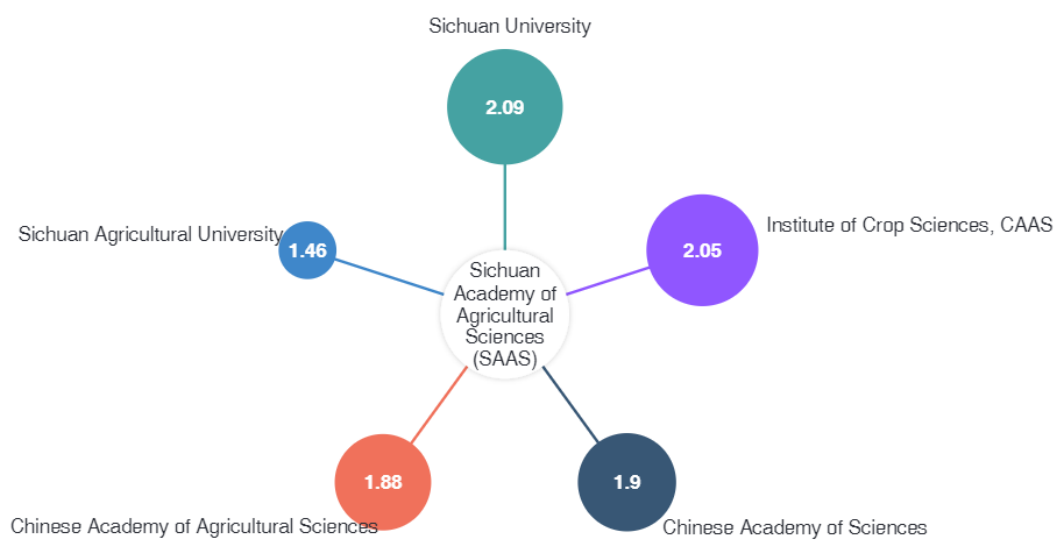 Sichuan University
2.09
Institute of Crop Sciences, CAAS
2.05
Sichuan Agricultural University
1.46
Sichuan
Academy of
Agricultural
Sciences
(SAAS)
1.88
1.9
Chinese Academy of Agricultural Sciences
Chinese Academy of Sciences